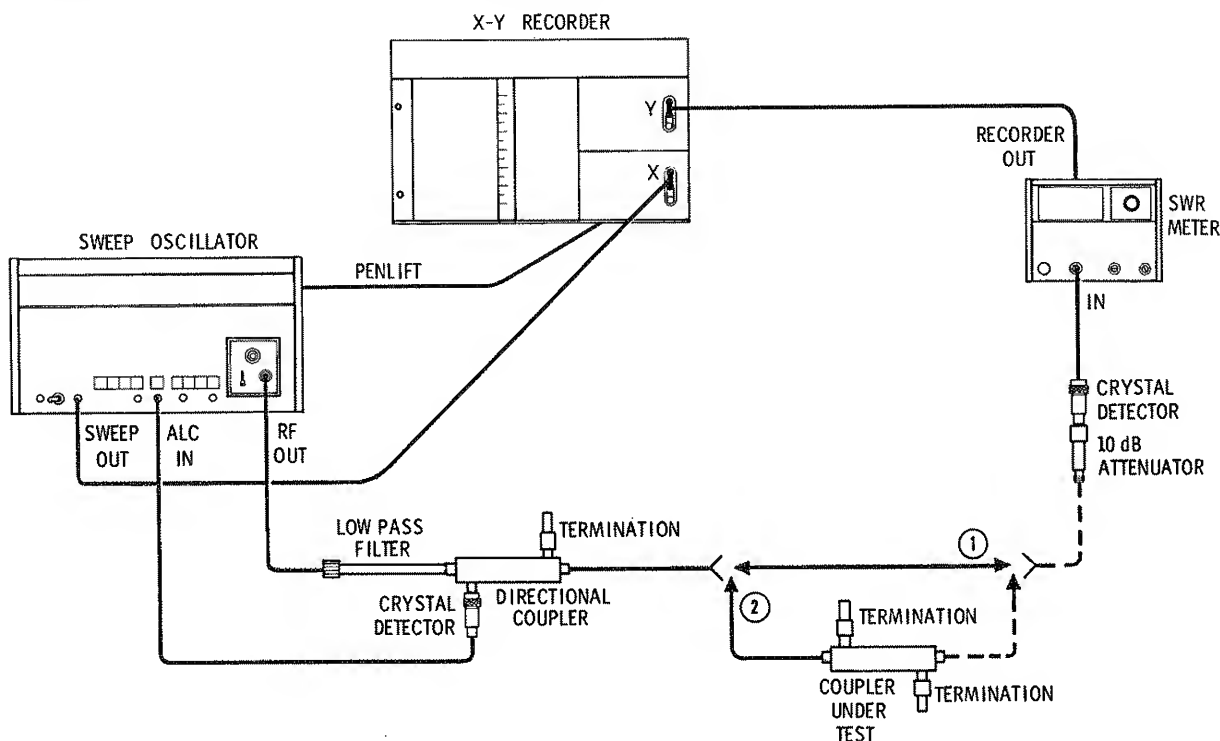 X-Y RECORDER
Y
X
RECORDER
OUT
SWR
METER
IN
SWEEP OSCILLATOR
PENLIFT
SWEEP
OUT
ALC
IN
RF
OUT
CRYSTAL
DETECTOR
10 dB
ATTENUATOR
LOW PASS
FILTER
TERMINATION
CRYSTAL
DETECTOR
DIRECTIONAL
COUPLER
1
2
TERMINATION
COUPLER
UNDER
TEST
TERMINATION